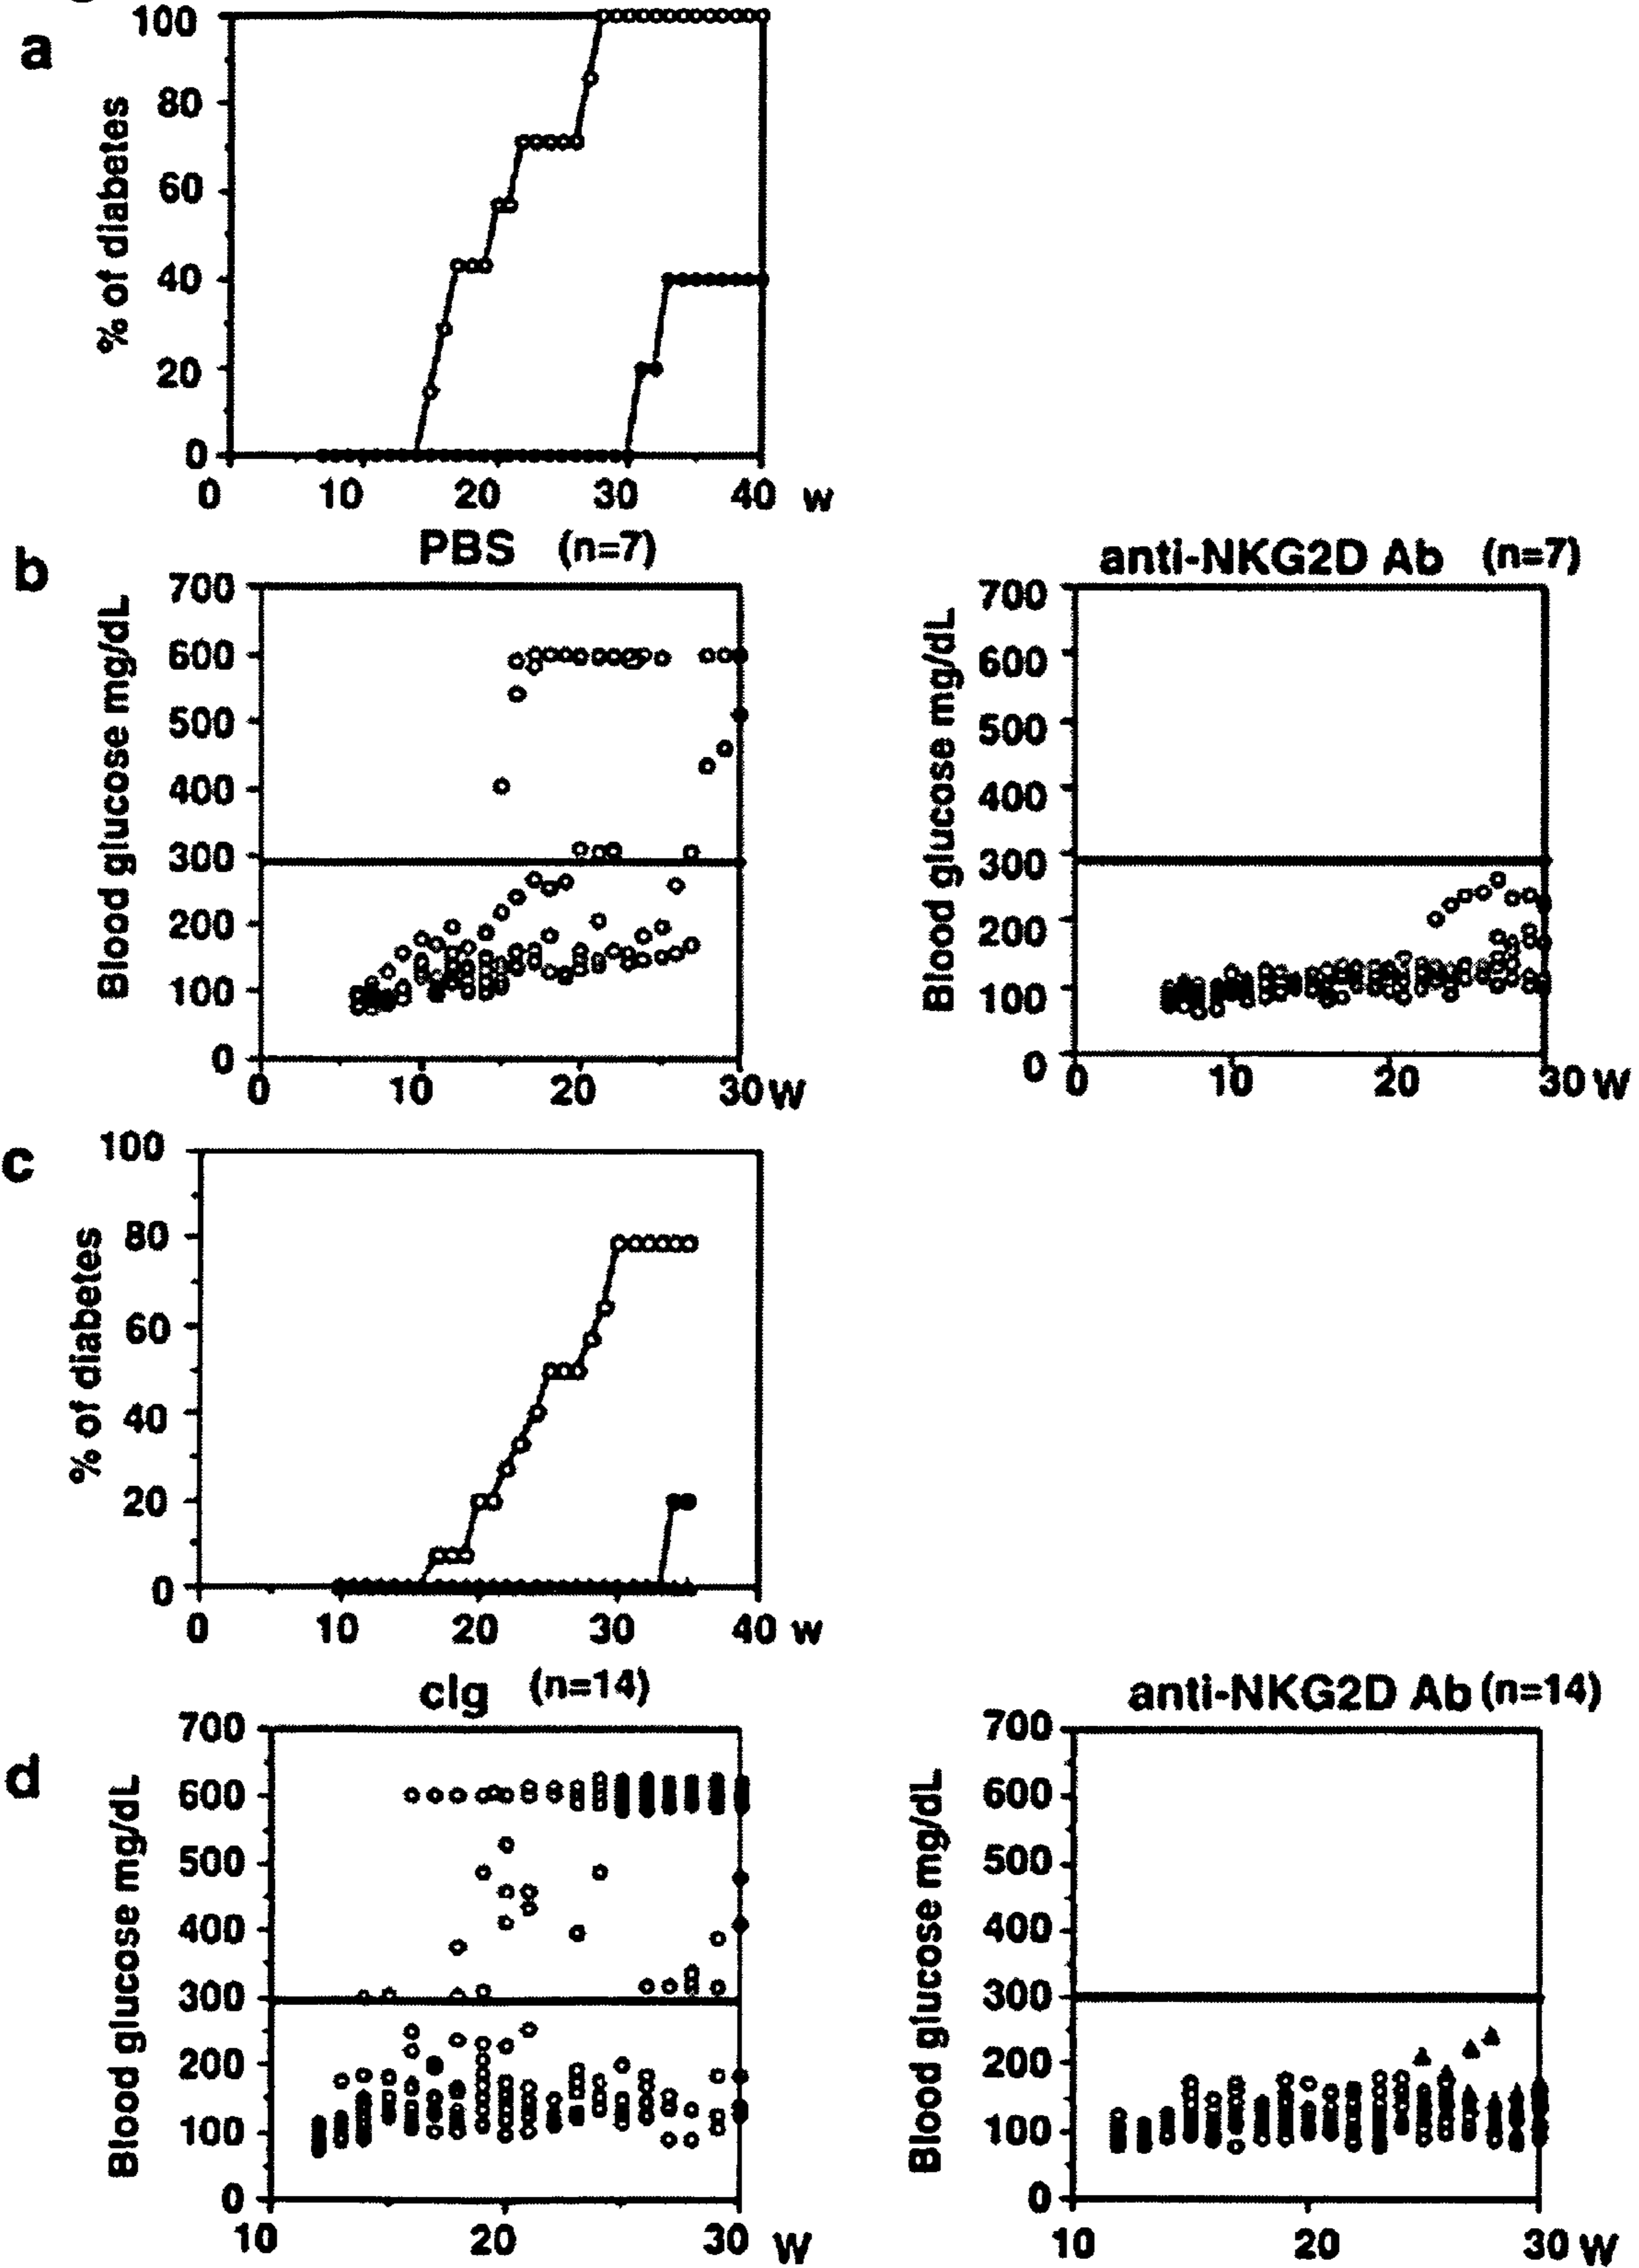 a
% of diabetes
100
80
60
40
20
0
0 10 20 30 40 w
b
PBS (n=7)
Blood glucose mg/dL
700
600
500
400
300
200
100
0
0 10 20 30 W
anti-NKG2D Ab (n=7)
Blood glucose mg/dL
700
600
500
400
300
200
100
0
0 10 20 30 W
c
% of diabetes
100
80
60
40
20
0
0 10 20 30 40 w
d
cIg (n=14)
Blood glucose mg/dL
700
600
500
400
300
200
100
0
10 20 30 W
anti-NKG2D Ab (n=14)
Blood glucose mg/dL
700
600
500
400
300
200
100
0
10 20 30 W